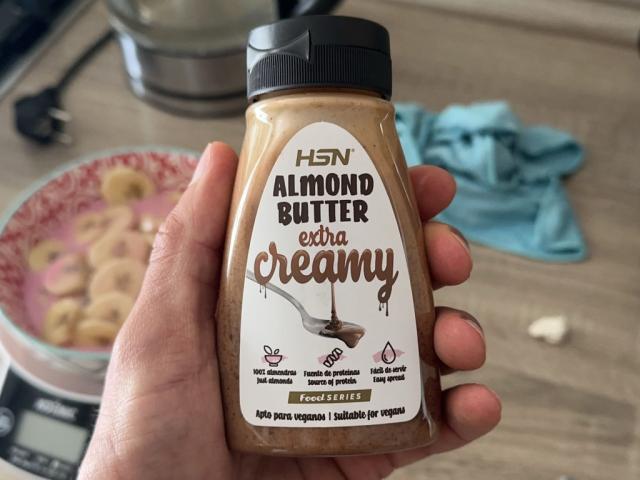 HSN®
ALMOND
BUTTER
extra
creamy
100% almendras
Just almonds
Fuente de proteínas
Source of protein
Fácil de servir
Easy spread
Food SERIES
Apto para veganos | Suitable for vegans